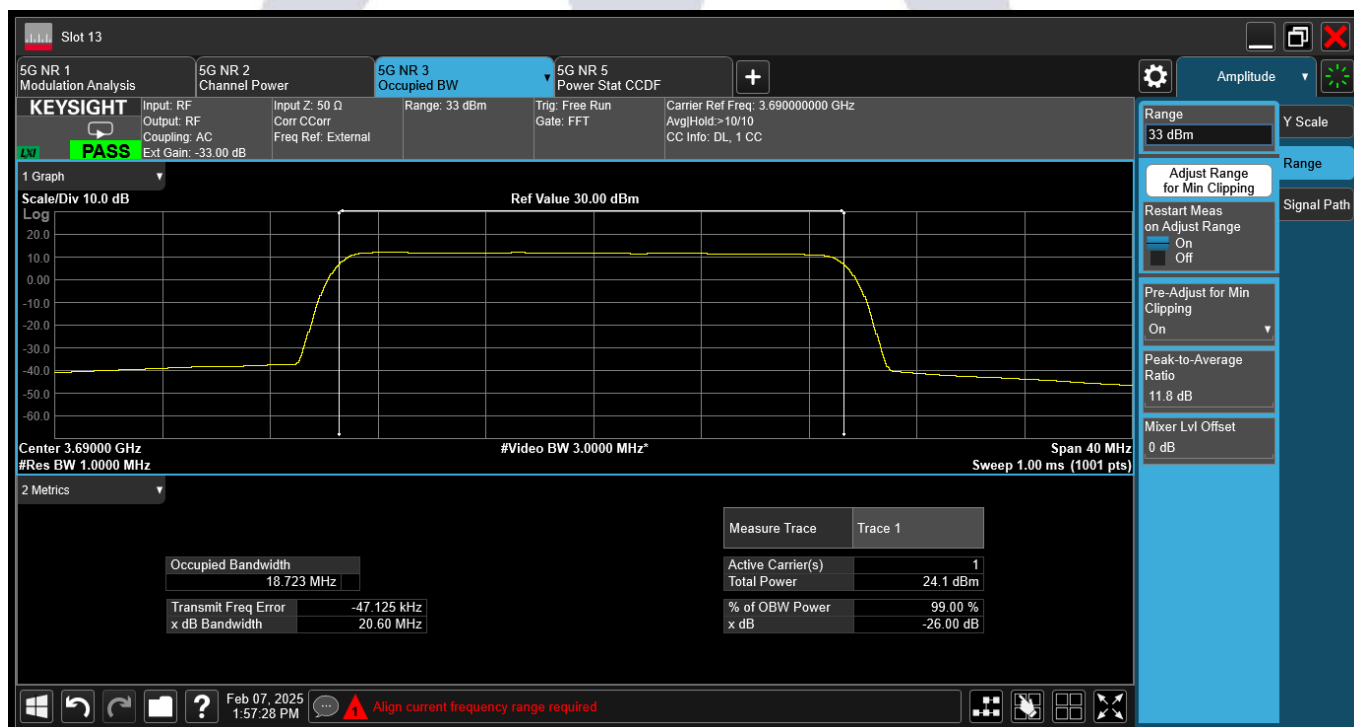 Slot 13
5G NR 1
Modulation Analysis
5G NR 2
Channel Power
5G NR 3
Occupied BW
5G NR 5
Power Stat CCDF
Amplitude
KEYSIGHT
LXI
PASS
Input: RF
Output: RF
Coupling: AC
Ext Gain: -33.00 dB
Input Z: 50 Ω
Corr CCorr
Freq Ref: External
Range: 33 dBm
Trig: Free Run
Gate: FFT
Carrier Ref Freq: 3.690000000 GHz
Avg|Hold:>10/10
CC Info: DL, 1 CC
1 Graph
Scale/Div 10.0 dB
Ref Value 30.00 dBm
Log
20.0
10.0
0.00
-10.0
-20.0
-30.0
-40.0
-50.0
-60.0
Center 3.69000 GHz
#Video BW 3.0000 MHz*
Span 40 MHz
#Res BW 1.0000 MHz
Sweep 1.00 ms (1001 pts)
2 Metrics
Measure Trace Trace 1
Occupied Bandwidth
18.723 MHz
Active Carrier(s) 1
Total Power 24.1 dBm
Transmit Freq Error -47.125 kHz
x dB Bandwidth 20.60 MHz
% of OBW Power 99.00 %
x dB -26.00 dB
Range
33 dBm
Adjust Range
for Min Clipping
Restart Meas
on Adjust Range
On
Off
Pre-Adjust for Min
Clipping
On
Peak-to-Average
Ratio
11.8 dB
Mixer Lvl Offset
0 dB
Y Scale
Range
Signal Path
Feb 07, 2025
1:57:28 PM
Align current frequency range required